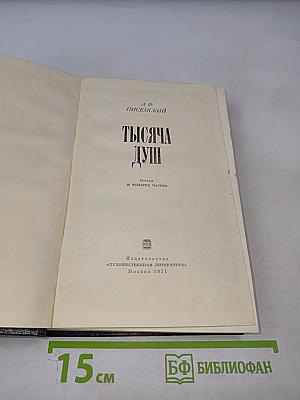 А. Ф.
ПИСЕМСКИЙ
ТЫСЯЧА
ДУШ
РОМАН
В ЧЕТЫРЕХ ЧАСТЯХ
Издательство
«ХУДОЖЕСТВЕННАЯ ЛИТЕРАТУРА»
Москва 1971
15 см
БФ БИБЛИОФАН